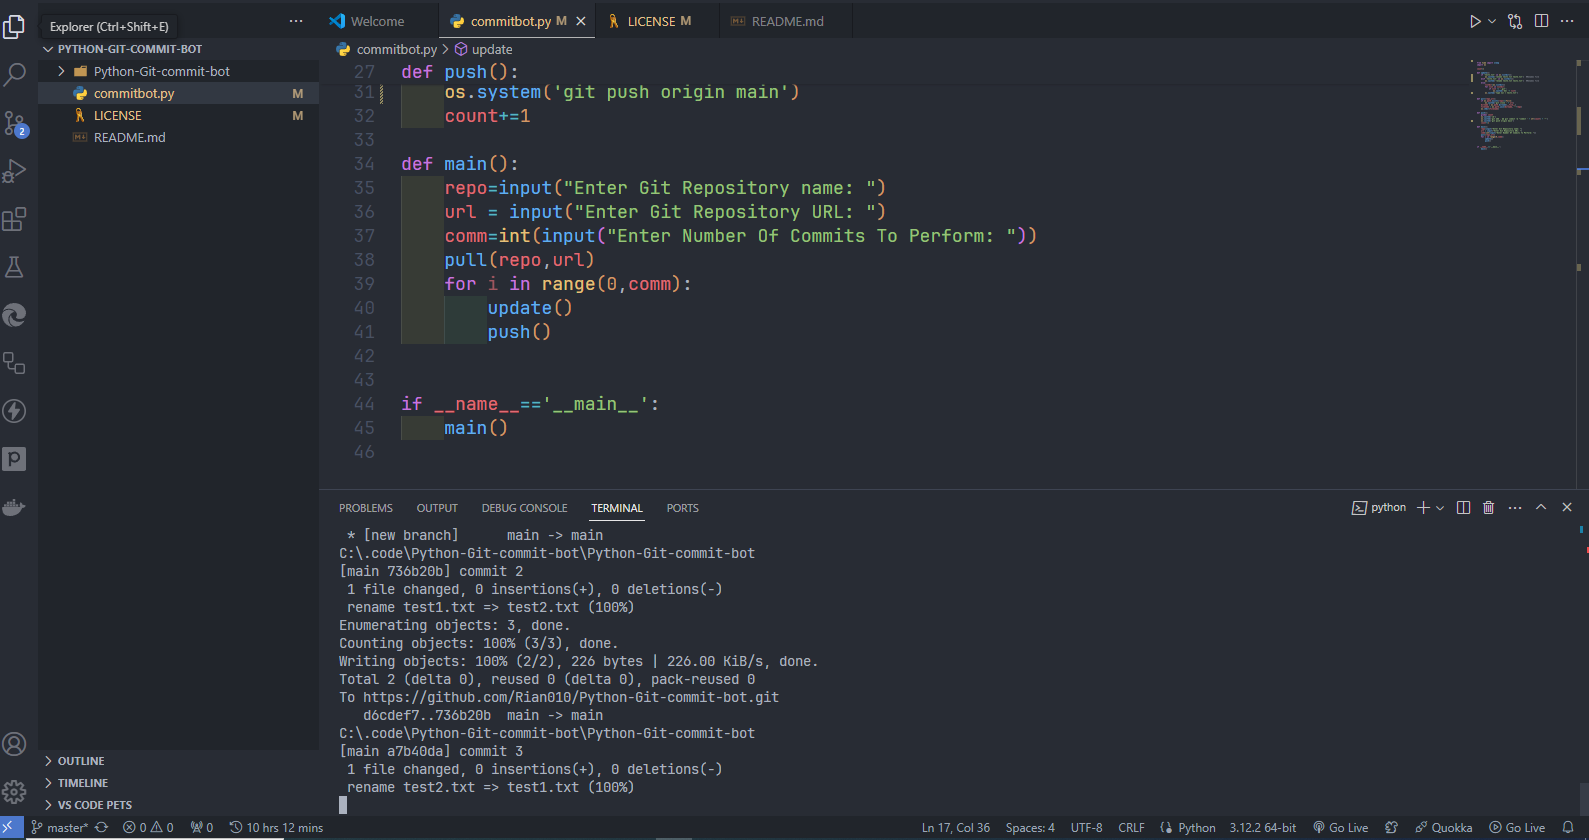 Explorer (Ctrl+Shift+E)
Welcome
commitbot.py M
LICENSE M
README.md
PYTHON-GIT-COMMIT-BOT
Python-Git-commit-bot
commitbot.py M
LICENSE M
README.md
commitbot.py > update
27 def push():
31 os.system('git push origin main')
32 count+=1
33
34 def main():
35 repo=input("Enter Git Repository name: ")
36 url = input("Enter Git Repository URL: ")
37 comm=int(input("Enter Number Of Commits To Perform: "))
38 pull(repo,url)
39 for i in range(0,comm):
40 update()
41 push()
42
43
44 if __name__=='__main__':
45 main()
46
2
PROBLEMS OUTPUT DEBUG CONSOLE TERMINAL PORTS
python
* [new branch] main -> main
C:\.code\Python-Git-commit-bot\Python-Git-commit-bot
[main 736b20b] commit 2
1 file changed, 0 insertions(+), 0 deletions(-)
rename test1.txt => test2.txt (100%)
Enumerating objects: 3, done.
Counting objects: 100% (3/3), done.
Writing objects: 100% (2/2), 226 bytes | 226.00 KiB/s, done.
Total 2 (delta 0), reused 0 (delta 0), pack-reused 0
To https://github.com/Rian010/Python-Git-commit-bot.git
d6cdef7..736b20b main -> main
C:\.code\Python-Git-commit-bot\Python-Git-commit-bot
[main a7b40da] commit 3
1 file changed, 0 insertions(+), 0 deletions(-)
rename test2.txt => test1.txt (100%)
OUTLINE
TIMELINE
VS CODE PETS
master* 0 0 0 10 hrs 12 mins
Ln 17, Col 36 Spaces: 4 UTF-8 CRLF Python 3.12.2 64-bit Go Live Quokka Go Live